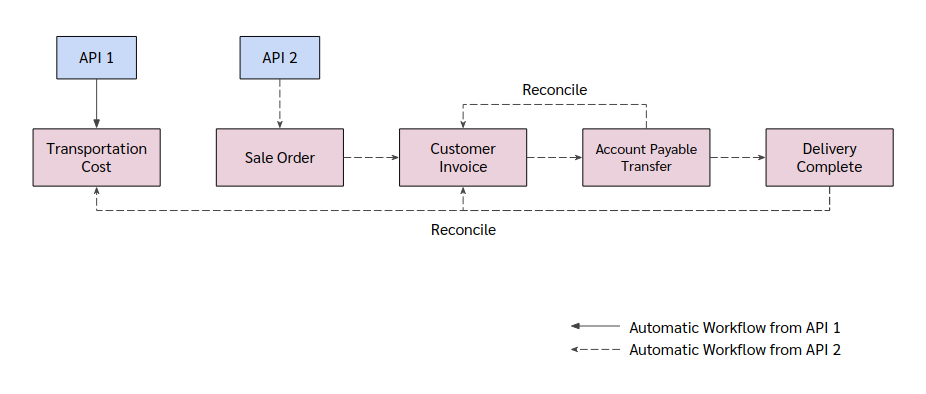 API 1
API 2
Reconcile
Transportation
Cost
Sale Order
Customer
Invoice
Account Payable
Transfer
Delivery
Complete
Reconcile
Automatic Workflow from API 1
Automatic Workflow from API 2